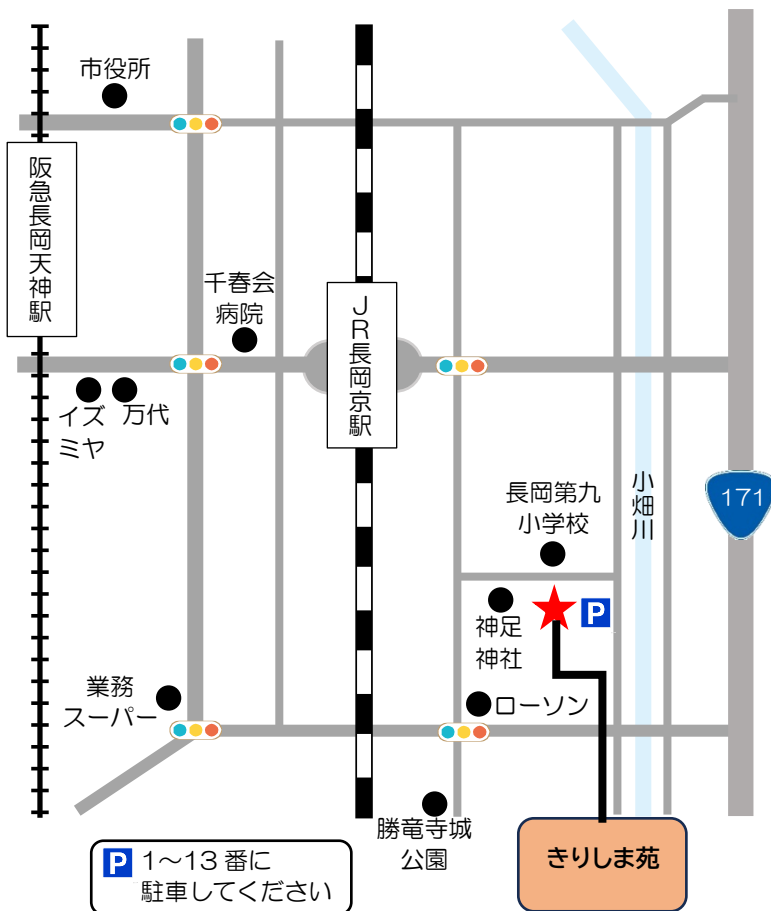 市役所
阪急長岡天神駅
千春会
病院
JR長岡京駅
イズ
ミヤ
万代
171
小畑川
長岡第九
小学校
P
神足
神社
業務
スーパー
ローソン
勝竜寺城
公園
きりしま苑
P 1～13番に
駐車してください